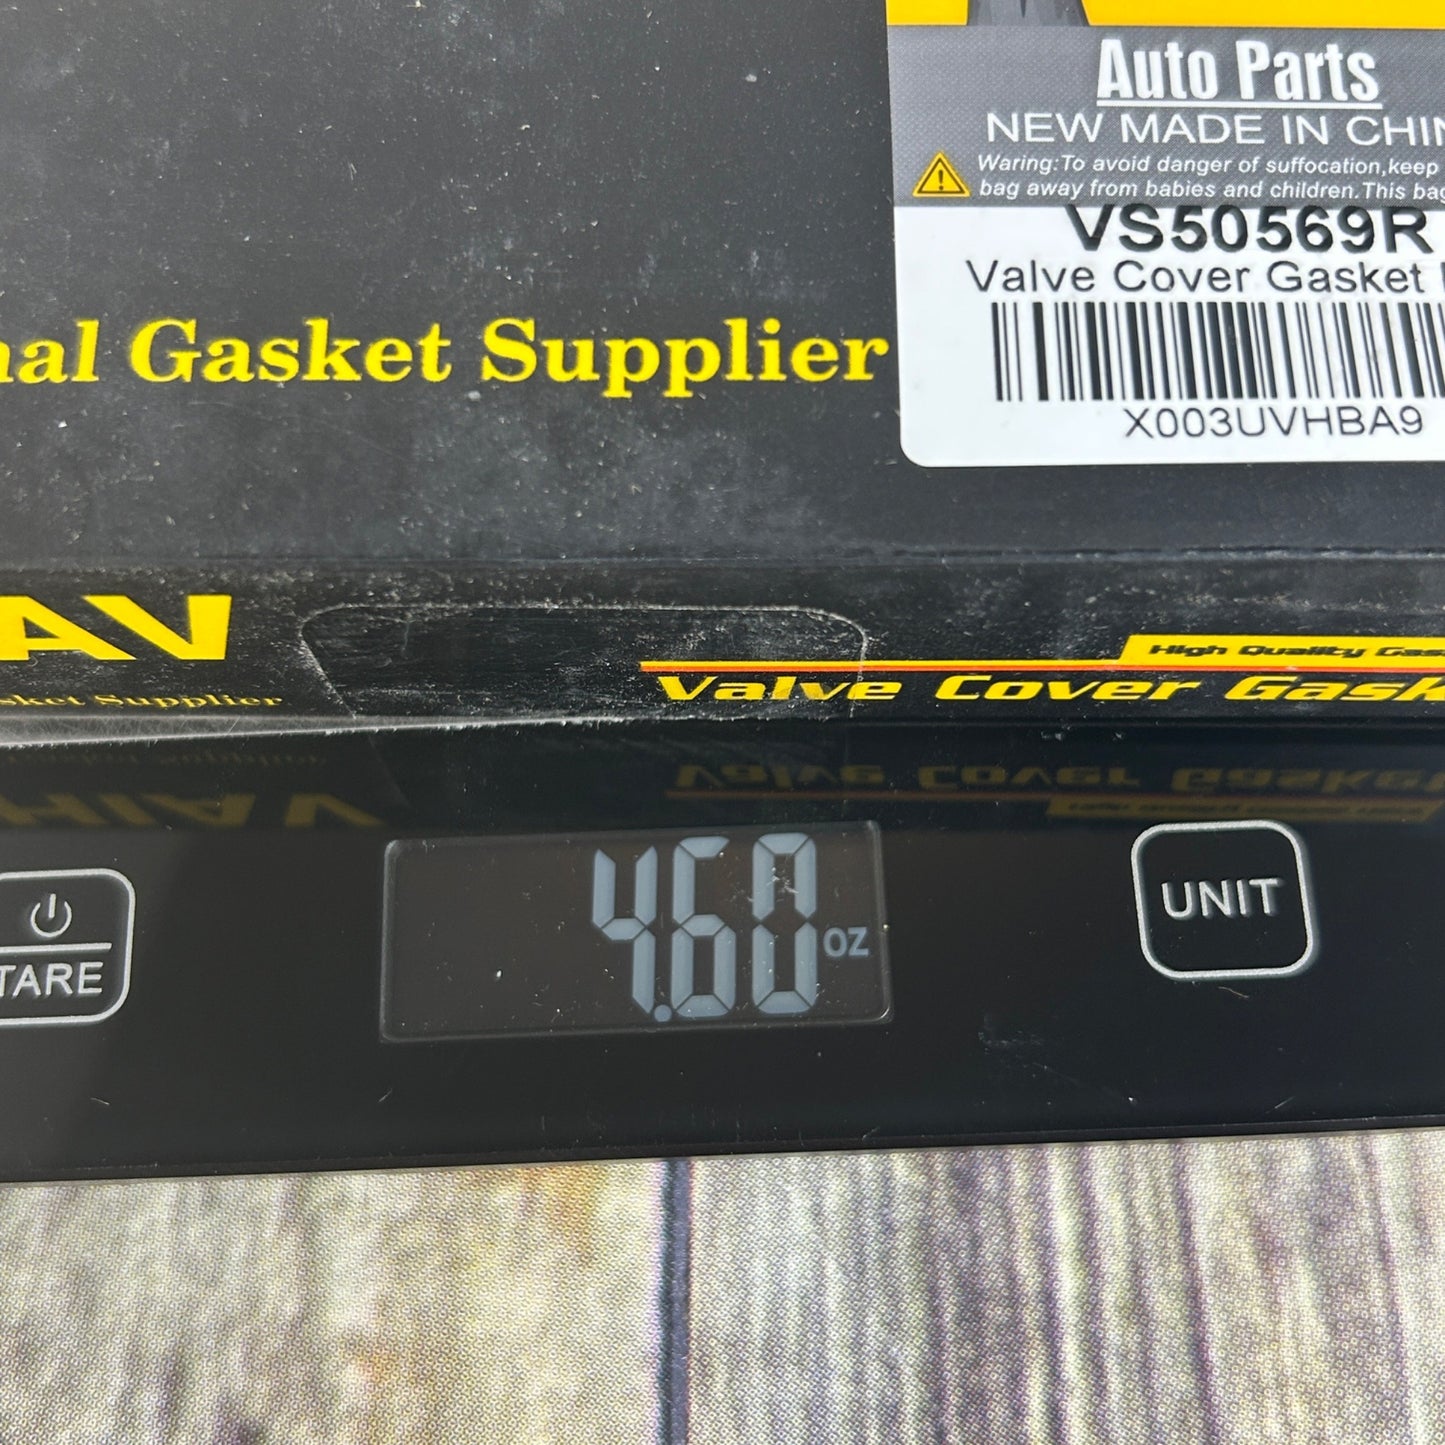 Auto Parts
NEW MADE IN CHIN
Waring:To avoid danger of suffocation,keep
bag away from babies and children.This bag
VS50569R
Valve Cover Gasket
X003UVHBA9
nal Gasket Supplier
AV
sket Supplier
High Quality Gas
Valve Cover Gask
TARE
4.60 oz
UNIT